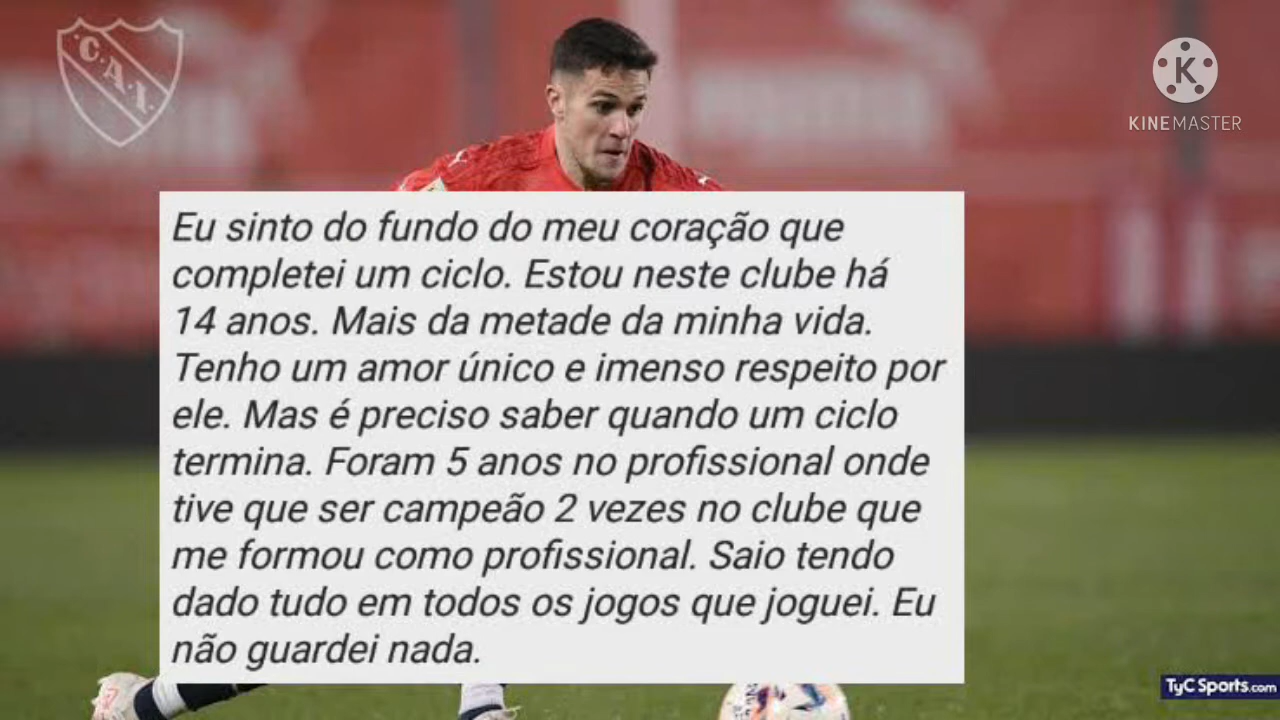 C.A.I.
KINEMASTER
Eu sinto do fundo do meu coração que
completei um ciclo. Estou neste clube há
14 anos. Mais da metade da minha vida.
Tenho um amor único e imenso respeito por
ele. Mas é preciso saber quando um ciclo
termina. Foram 5 anos no profissional onde
tive que ser campeão 2 vezes no clube que
me formou como profissional. Saio tendo
dado tudo em todos os jogos que joguei. Eu
não guardei nada.
TyC Sports.com